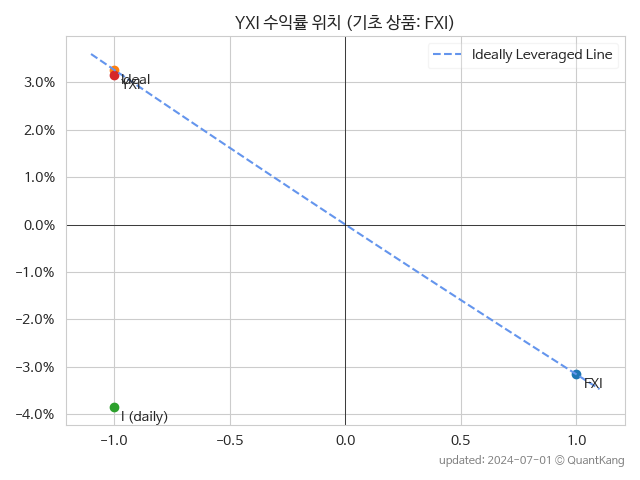 YXI 수익률 위치 (기초 상품: FXI)
Ideally Leveraged Line
3.0%
2.0%
1.0%
0.0%
−1.0%
−2.0%
−3.0%
−4.0%
Ideal
YXI
FXI
I (daily)
−1.0
−0.5
0.0
0.5
1.0
updated: 2024-07-01 © QuantKang